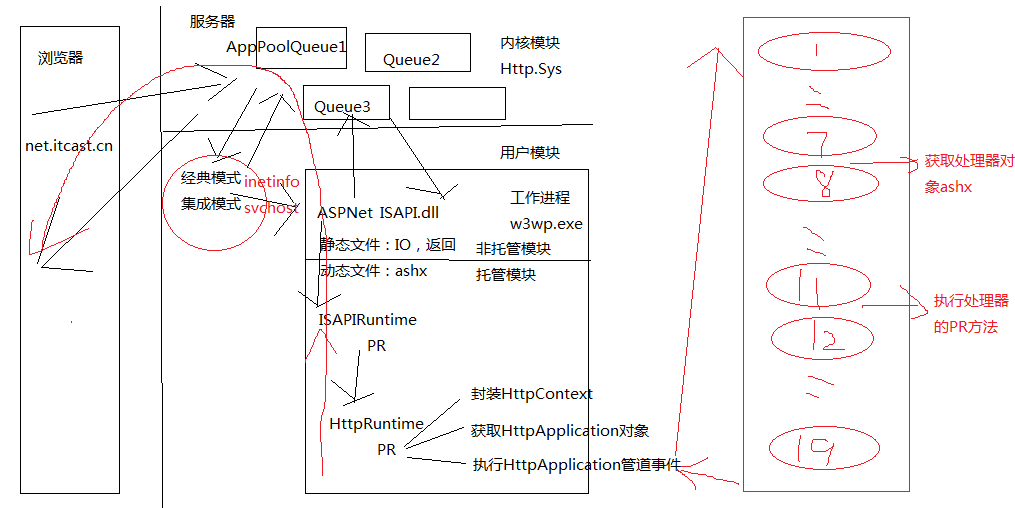 服务器
浏览器
AppPoolQueue1
Queue2
内核模块
Http.Sys
Queue3
net.itcast.cn
用户模块
经典模式
inetinfo
集成模式
svchost
ASPNet ISAPI.dll
工作进程
w3wp.exe
静态文件：IO，返回
非托管模块
动态文件：ashx
托管模块
ISAPIRuntime
PR
HttpRuntime
PR
封装HttpContext
获取HttpApplication对象
执行HttpApplication管道事件
1
7
8
获取处理器对
象ashx
11
12
执行处理器
的PR方法
19